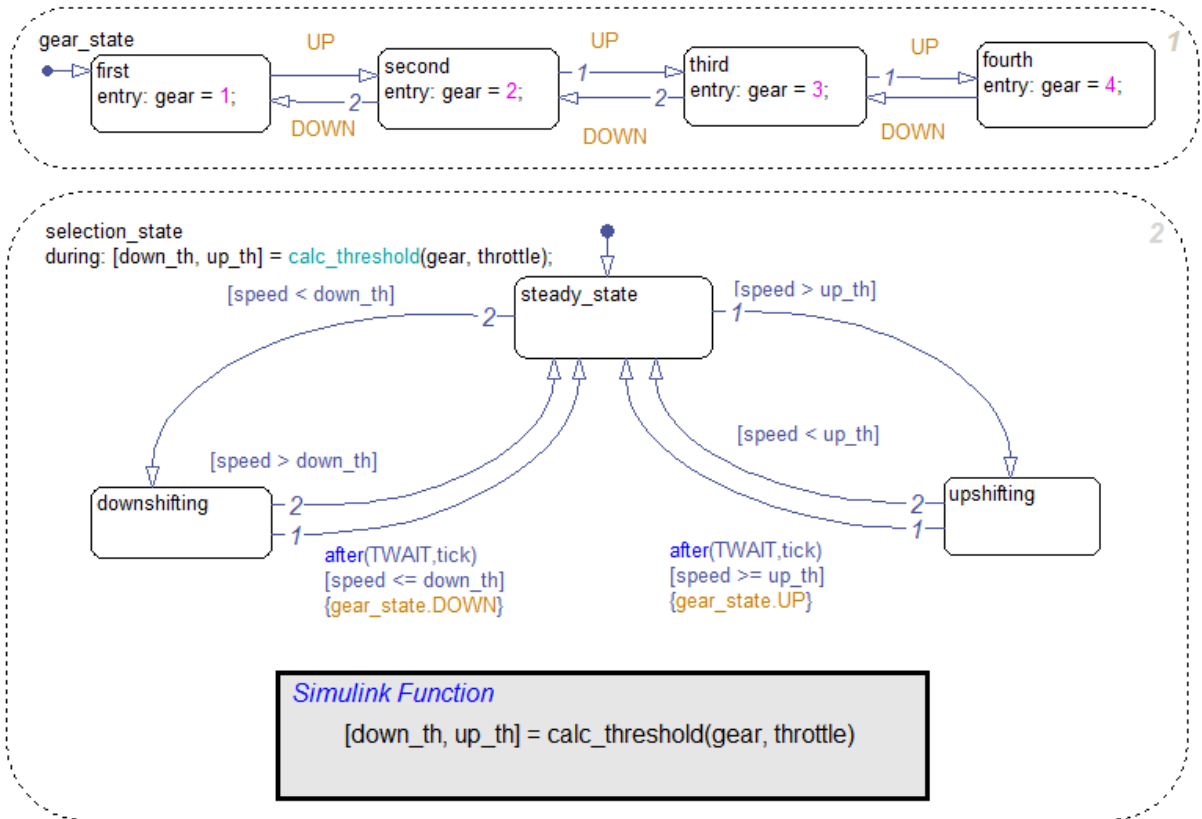 gear_state
1
UP
UP
UP
first
entry: gear = 1;
second
entry: gear = 2;
third
entry: gear = 3;
fourth
entry: gear = 4;
1
1
2
2
DOWN
DOWN
DOWN
selection_state
2
during: [down_th, up_th] = calc_threshold(gear, throttle);
[speed < down_th]
steady_state
[speed > up_th]
2
1
[speed > down_th]
[speed < up_th]
downshifting
2
1
upshifting
2
1
after(TWAIT,tick)
[speed <= down_th]
{gear_state.DOWN}
after(TWAIT,tick)
[speed >= up_th]
{gear_state.UP}
Simulink Function
[down_th, up_th] = calc_threshold(gear, throttle)